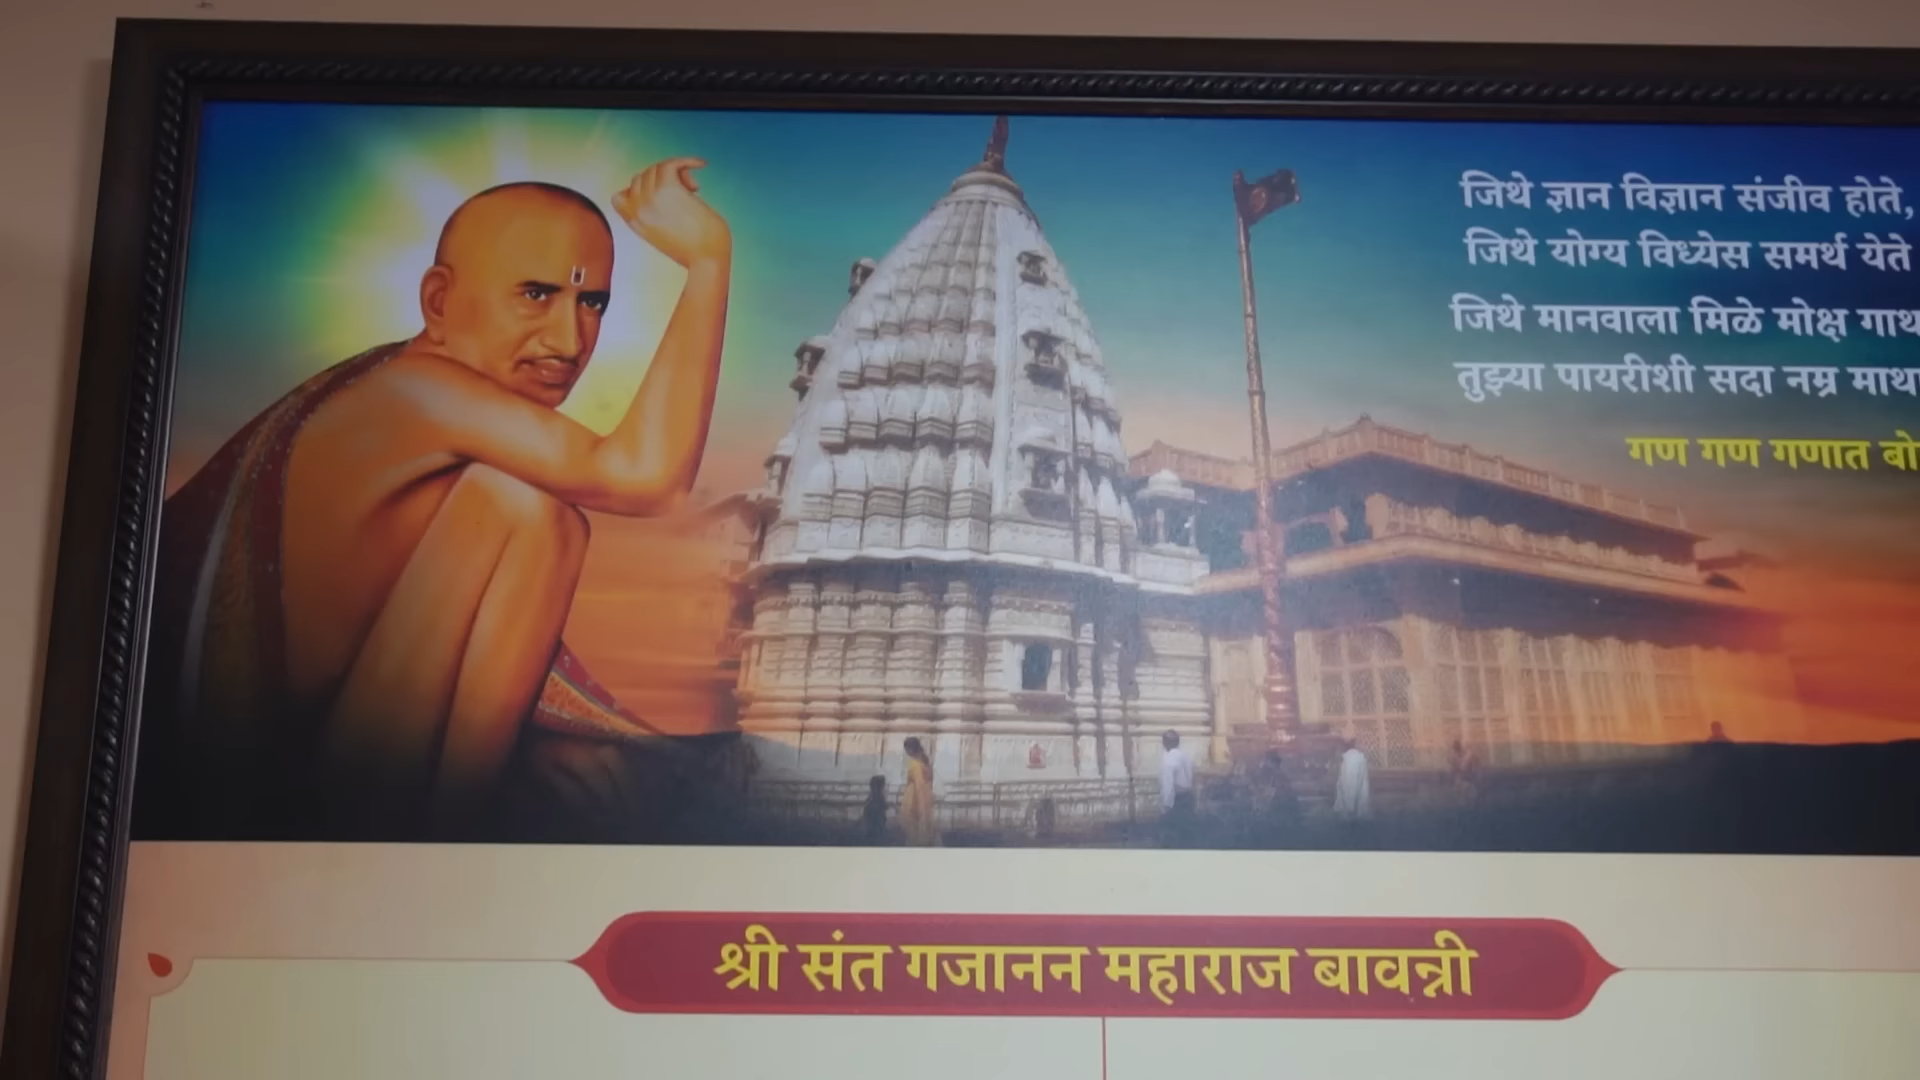 जिथे ज्ञान विज्ञान संजीव होते,
जिथे योग्य विध्येस समर्थ येते
जिथे मानवाला मिळे मोक्ष
तुझ्या पायरीशी सदा नम्र
गण गण गणात
श्री संत गजानन महाराज बावन्नी